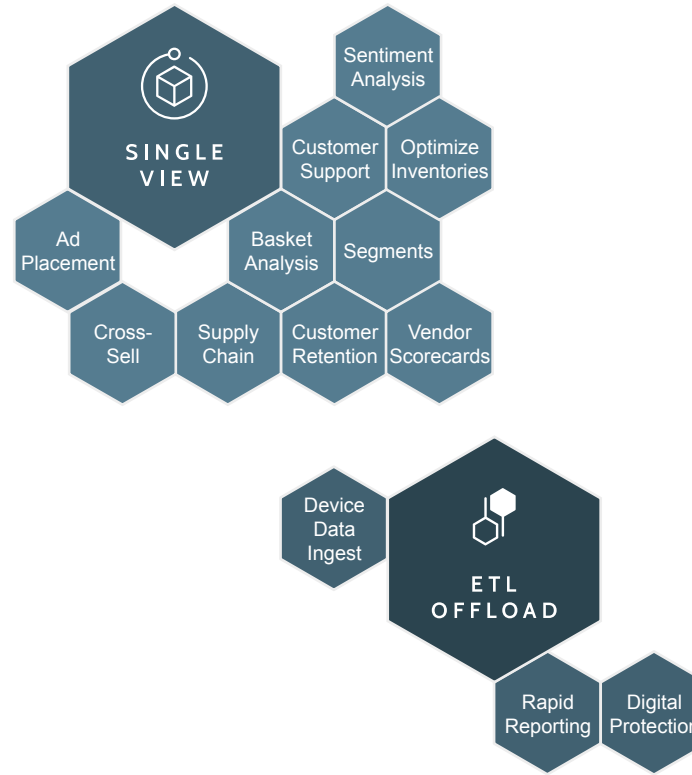 Sentiment
Analysis
SINGLE
VIEW
Customer
Support
Optimize
Inventories
Ad
Placement
Basket
Analysis
Segments
Cross-
Sell
Supply
Chain
Customer
Retention
Vendor
Scorecards
Device
Data
Ingest
ETL
OFFLOAD
Rapid
Reporting
Digital
Protection